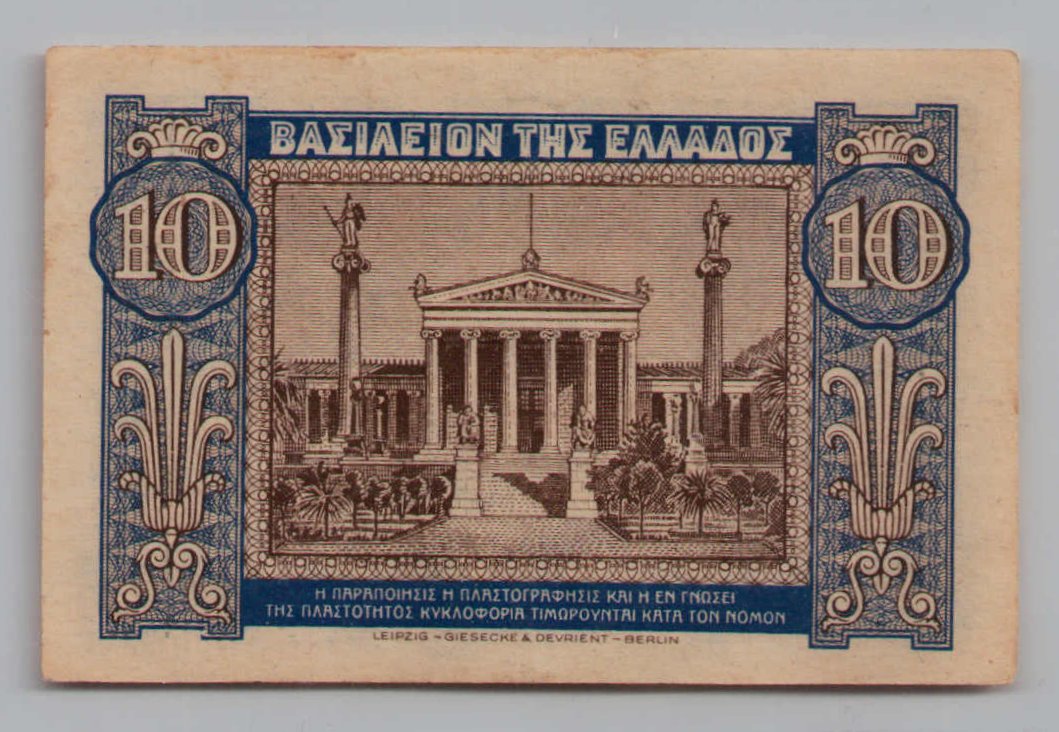 ΒΑΣΙΛΕΙΟΝ ΤΗΣ ΕΛΛΑΔΟΣ
10 10
Η ΠΑΡΑΠΟΙΗΣΙΣ Η ΠΛΑΣΤΟΓΡΑΦΗΣΙΣ ΚΑΙ Η ΕΝ ΓΝΩΣΕΙ
ΤΗΣ ΠΛΑΣΤΟΤΗΤΟΣ ΚΥΚΛΟΦΟΡΙΑ ΤΙΜΩΡΟΥΝΤΑΙ ΚΑΤΑ ΤΟΝ ΝΟΜΟΝ
LEIPZIG – GIESECKE & DEVRIENT – BERLIN